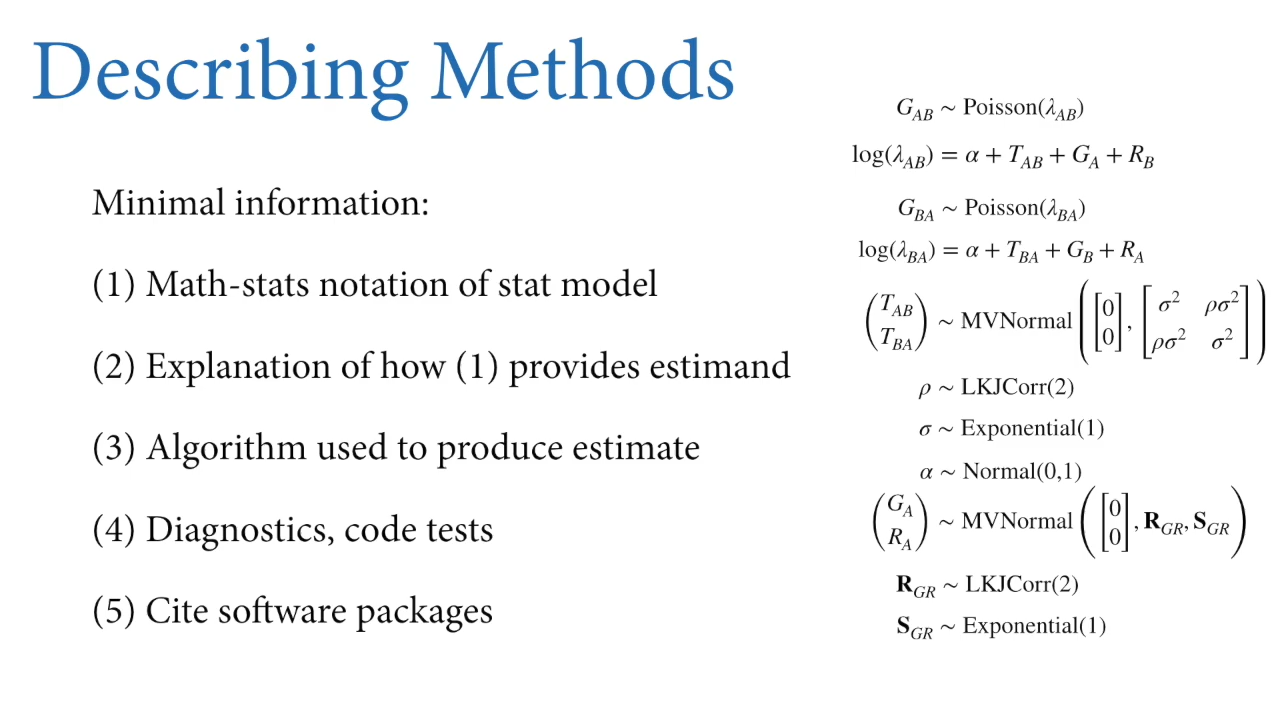 Describing Methods
Minimal information:
(1) Math-stats notation of stat model
(2) Explanation of how (1) provides estimand
(3) Algorithm used to produce estimate
(4) Diagnostics, code tests
(5) Cite software packages
G_AB ∼ Poisson(λ_AB)
log(λ_AB) = α + T_AB + G_A + R_B
G_BA ∼ Poisson(λ_BA)
log(λ_BA) = α + T_BA + G_B + R_A
(T_AB T_BA) ∼ MVNormal([0 0], [σ² ρσ² ρσ² σ²])
ρ ∼ LKJCorr(2)
σ ∼ Exponential(1)
α ∼ Normal(0,1)
(G_A R_A) ∼ MVNormal([0 0], R_GR, S_GR)
R_GR ∼ LKJCorr(2)
S_GR ∼ Exponential(1)